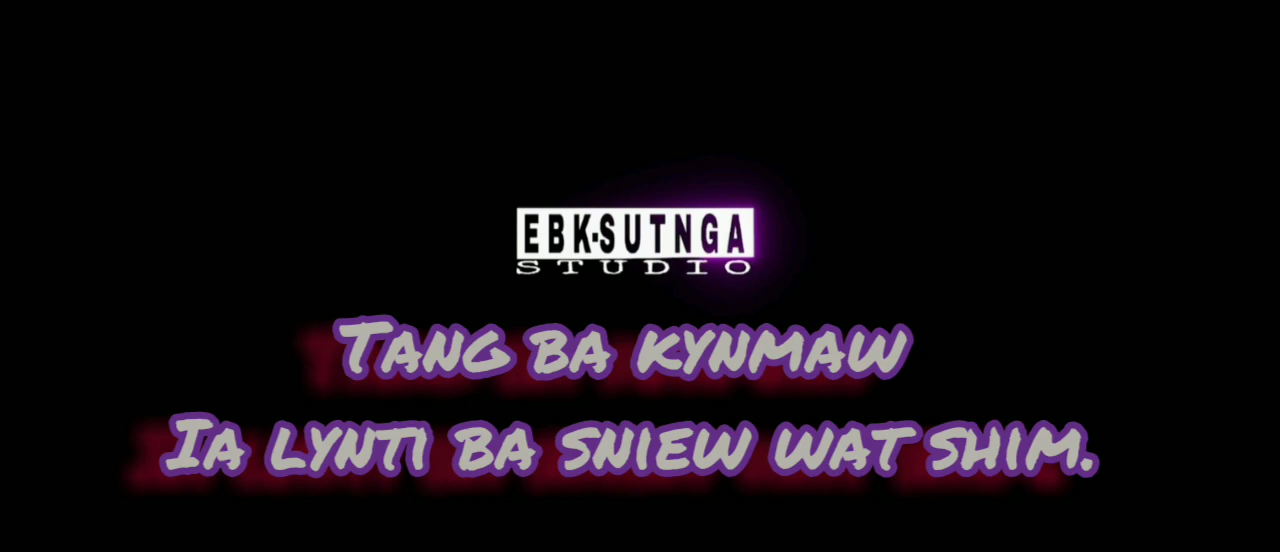 EBK-SUTNGA
STUDIO
Tang ba kynmaw
Ia lynti ba sniew wat shim.